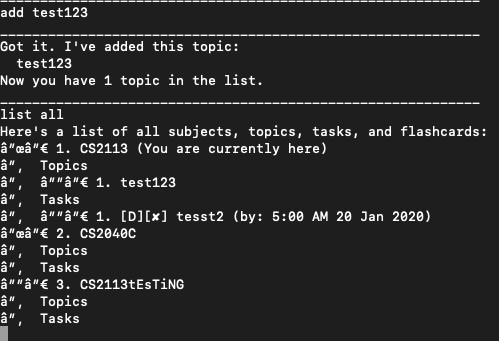 add test123
Got it. I've added this topic:
test123
Now you have 1 topic in the list.
list all
Here's a list of all subjects, topics, tasks, and flashcards:
â"œâ"€ 1. CS2113 (You are currently here)
â"‚ Topics
â"‚ â""â"€ 1. test123
â"‚ Tasks
â"‚ â""â"€ 1. [D][✘] tesst2 (by: 5:00 AM 20 Jan 2020)
â"œâ"€ 2. CS2040C
â"‚ Topics
â"‚ Tasks
â""â"€ 3. CS2113tEsTiNG
â"‚ Topics
â"‚ Tasks